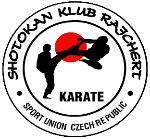 SHOTOKAN KLUB RAJCHERT
KARATE
SPORT UNION CZECH REPUBLIC